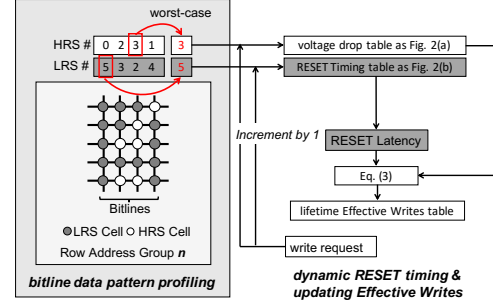 worst-case
HRS # 0 2 3 1 3
voltage drop table as Fig. 2(a)
LRS # 5 3 2 4 5
RESET Timing table as Fig. 2(b)
Increment by 1
RESET Latency
Eq. (3)
lifetime Effective Writes table
Bitlines
LRS Cell HRS Cell
write request
Row Address Group n
bitline data pattern profiling
dynamic RESET timing &
updating Effective Writes